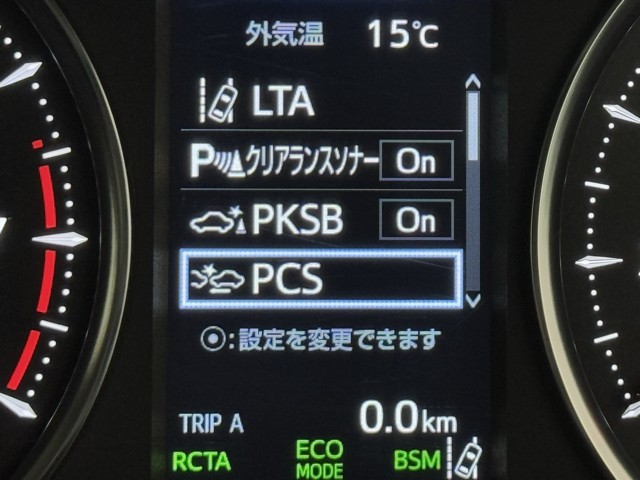 外気温 15℃
LTA
Pクリアランスソナー On
PKSB On
PCS
⦿:設定を変更できます
TRIP A 0.0km
RCTA ECO MODE BSM